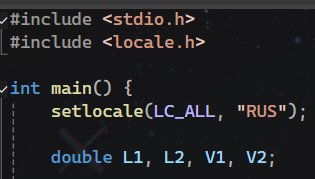 #include <stdio.h>
#include <locale.h>
int main() {
setlocale(LC_ALL, "RUS");
double L1, L2, V1, V2;